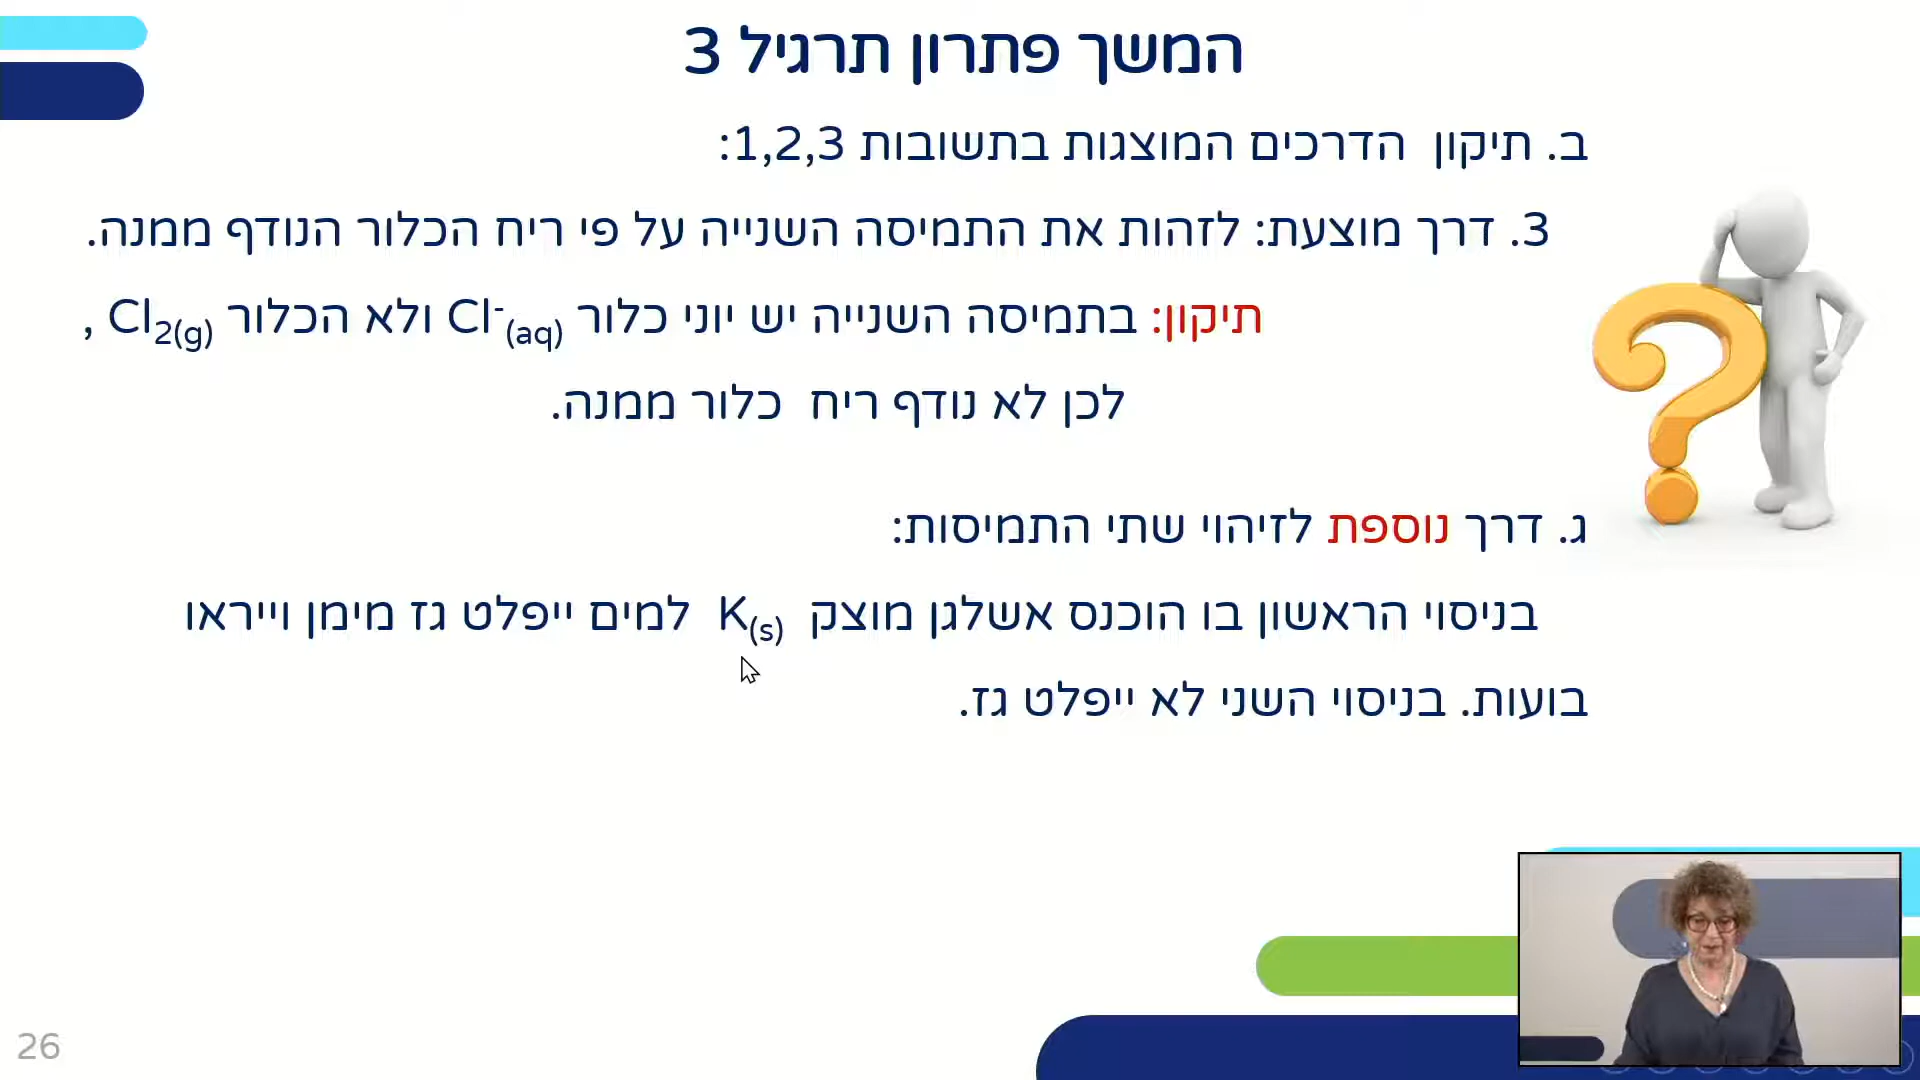 המשך פתרון תרגיל 3
ב. תיקון הדרכים המוצגות בתשובות 1,2,3:
3. דרך מוצעת: לזהות את התמיסה השנייה על פי ריח הכלור הנודף ממנה.
תיקון: בתמיסה השנייה יש יוני כלור Cl⁻(aq) ולא הכלור Cl₂(g) ,
לכן לא נודף ריח כלור ממנה.
ג. דרך נוספת לזיהוי שתי התמיסות:
בניסוי הראשון בו הוכנס אשלגן מוצק K(s) למים ייפלט גז מימן וייראו
בועות. בניסוי השני לא ייפלט גז.
26